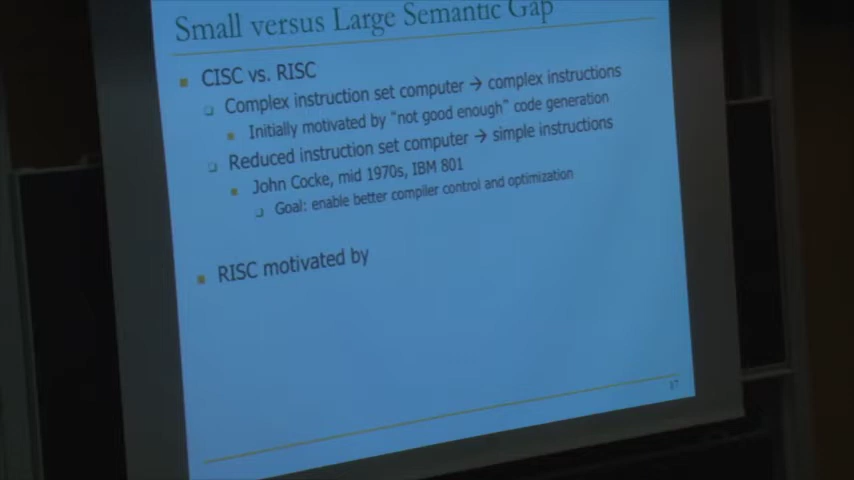 Small versus Large Semantic Gap
CISC vs. RISC
Complex instruction set computer → complex instructions
Initially motivated by "not good enough" code generation
Reduced instruction set computer → simple instructions
John Cocke, mid 1970s, IBM 801
Goal: enable better compiler control and optimization
RISC motivated by
17